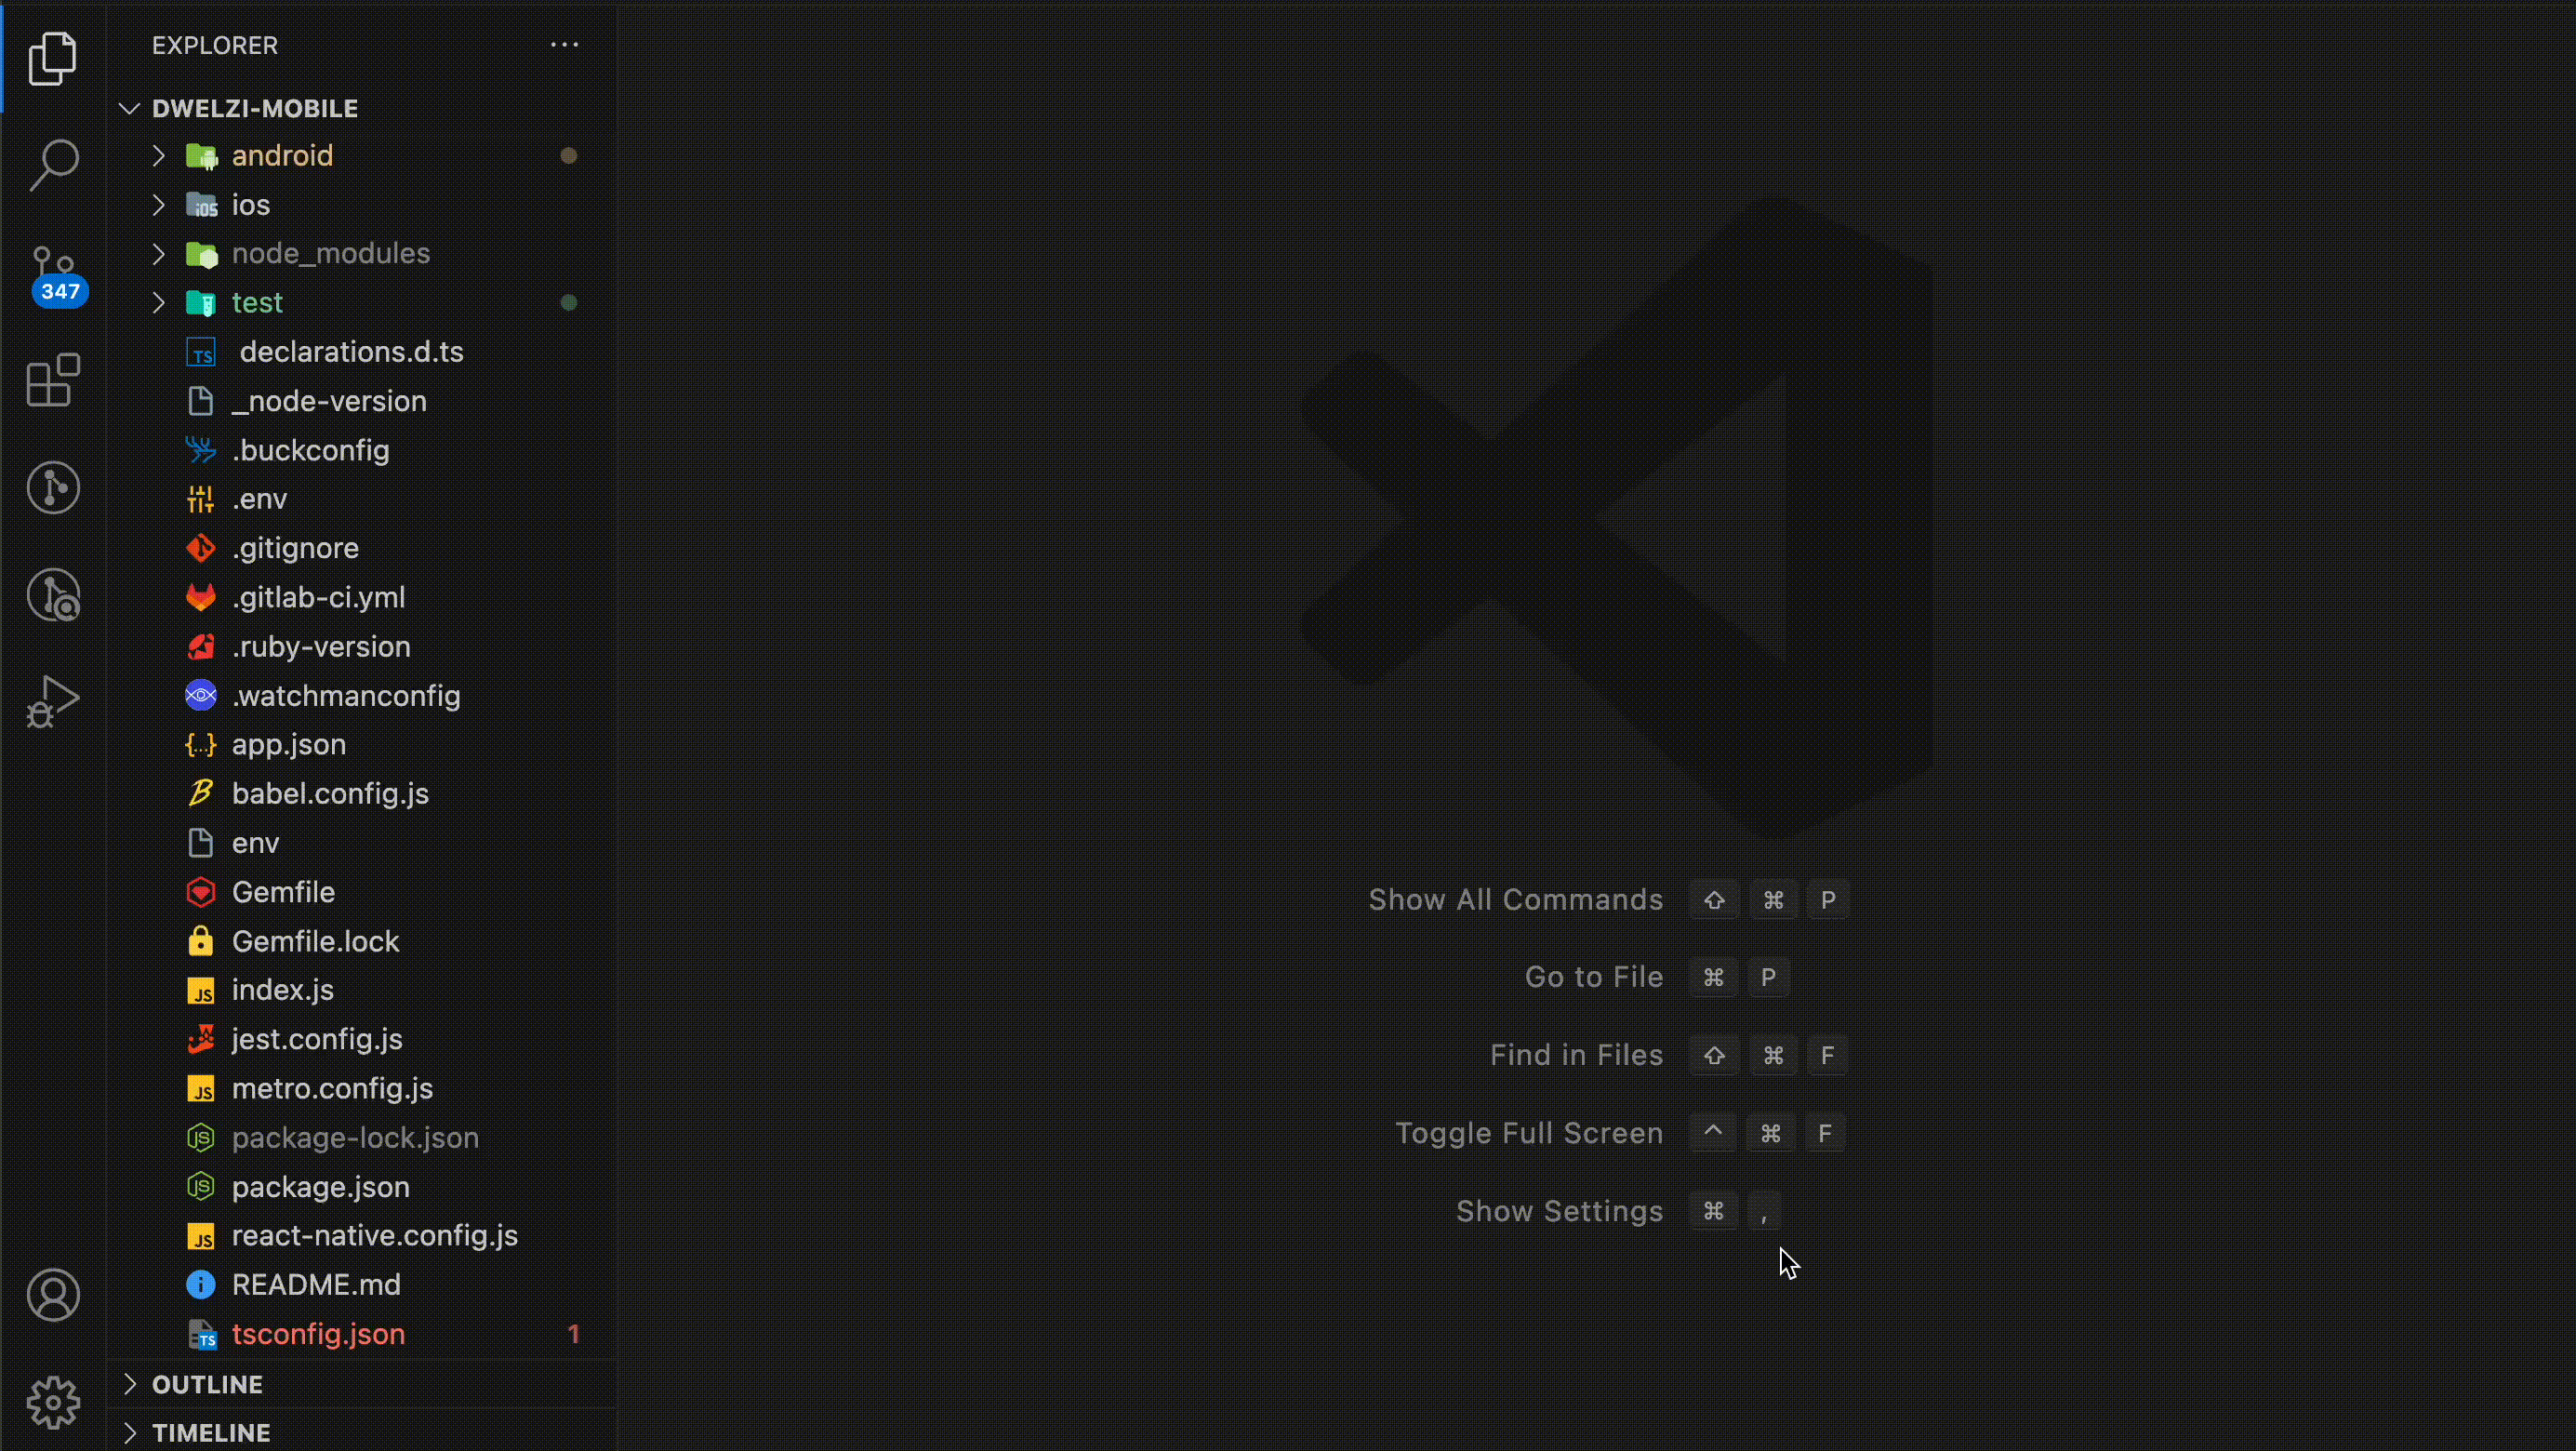 EXPLORER
DWELZI-MOBILE
android
ios
node_modules
347
test
declarations.d.ts
_node-version
.buckconfig
.env
.gitignore
.gitlab-ci.yml
.ruby-version
.watchmanconfig
app.json
babel.config.js
env
Gemfile
Gemfile.lock
index.js
jest.config.js
metro.config.js
package-lock.json
package.json
react-native.config.js
README.md
tsconfig.json 1
OUTLINE
TIMELINE
Show All Commands ⇧ ⌘ P
Go to File ⌘ P
Find in Files ⇧ ⌘ F
Toggle Full Screen ^ ⌘ F
Show Settings ⌘ ,